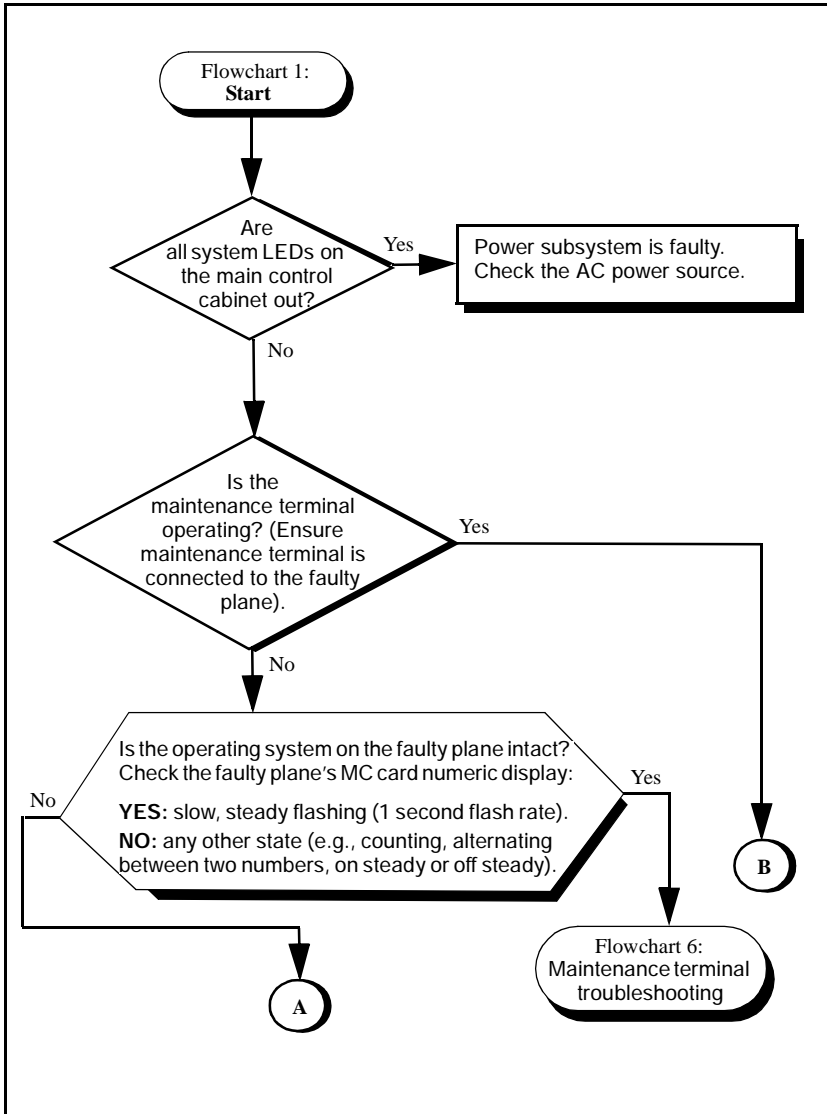 Flowchart 1:
Start
Are
all system LEDs on
the main control
cabinet out?
Yes
Power subsystem is faulty.
Check the AC power source.
No
Is the
maintenance terminal
operating? (Ensure
maintenance terminal is
connected to the faulty
plane).
Yes
No
Is the operating system on the faulty plane intact?
Check the faulty plane's MC card numeric display:
YES: slow, steady flashing (1 second flash rate).
NO: any other state (e.g., counting, alternating
between two numbers, on steady or off steady).
No
Yes
B
Flowchart 6:
Maintenance terminal
troubleshooting
A